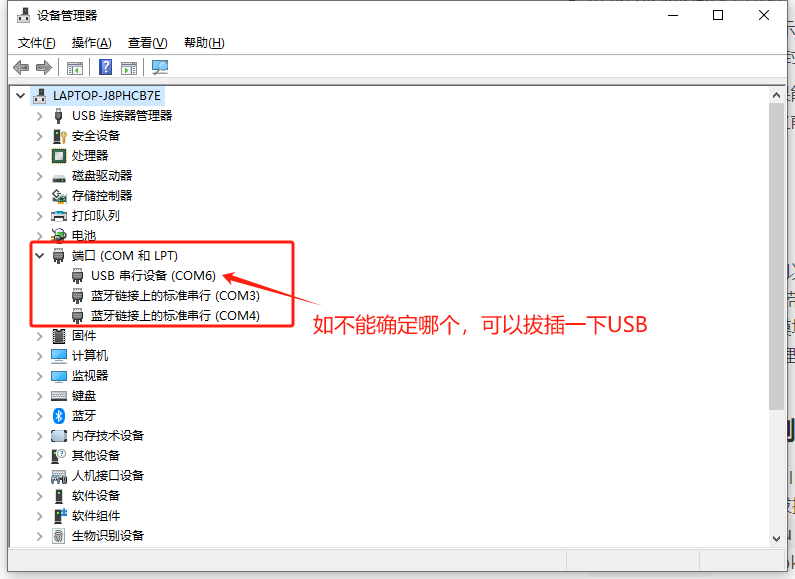 设备管理器
文件(F) 操作(A) 查看(V) 帮助(H)
LAPTOP-J8PHCB7E
USB 连接器管理器
安全设备
处理器
磁盘驱动器
存储控制器
打印队列
电池
端口 (COM 和 LPT)
USB 串行设备 (COM6)
蓝牙链接上的标准串行 (COM3)
蓝牙链接上的标准串行 (COM4)
如不能确定哪个，可以拔插一下USB
固件
计算机
监视器
键盘
蓝牙
内存技术设备
其他设备
人机接口设备
软件设备
软件组件
生物识别设备